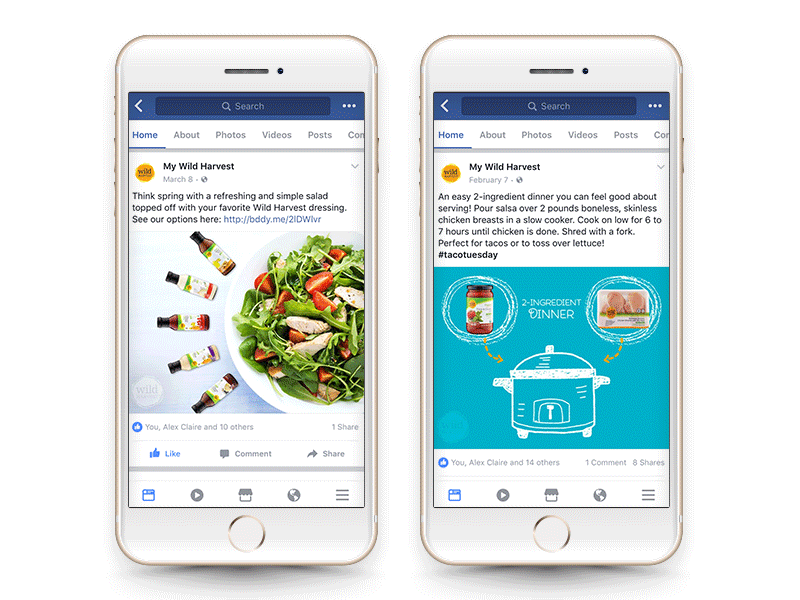 Search
Home About Photos Videos Posts Con
My Wild Harvest
March 8
Think spring with a refreshing and simple salad
topped off with your favorite Wild Harvest dressing.
See our options here: http://bddy.me/2lDWlvr
wild
You, Alex Claire and 10 others 1 Share
Like Comment Share
Search
Home About Photos Videos Posts Con
My Wild Harvest
February 7
An easy 2-ingredient dinner you can feel good about
serving! Pour salsa over 2 pounds boneless, skinless
chicken breasts in a slow cooker. Cook on low for 6 to
7 hours until chicken is done. Shred with a fork.
Perfect for tacos or to toss over lettuce!
#tacotuesday
2-INGREDIENT
DINNER
wild
You, Alex Claire and 14 others 1 Comment 8 Shares